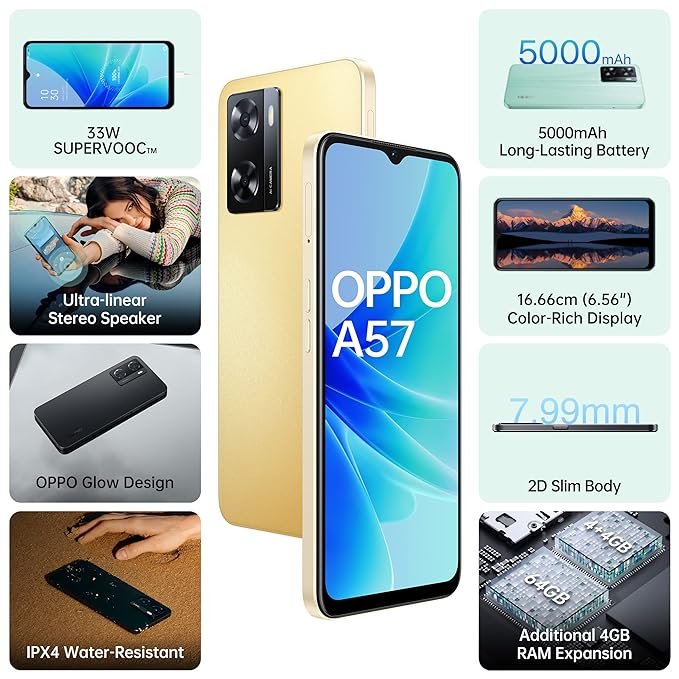 33W
SUPERVOOC™
Ultra-linear
Stereo Speaker
OPPO Glow Design
IPX4 Water-Resistant
AI-CAMERA
OPPO
A57
5000mAh
5000mAh
Long-Lasting Battery
16.66cm (6.56")
Color-Rich Display
7.99mm
2D Slim Body
4+4GB
64GB
Additional 4GB
RAM Expansion